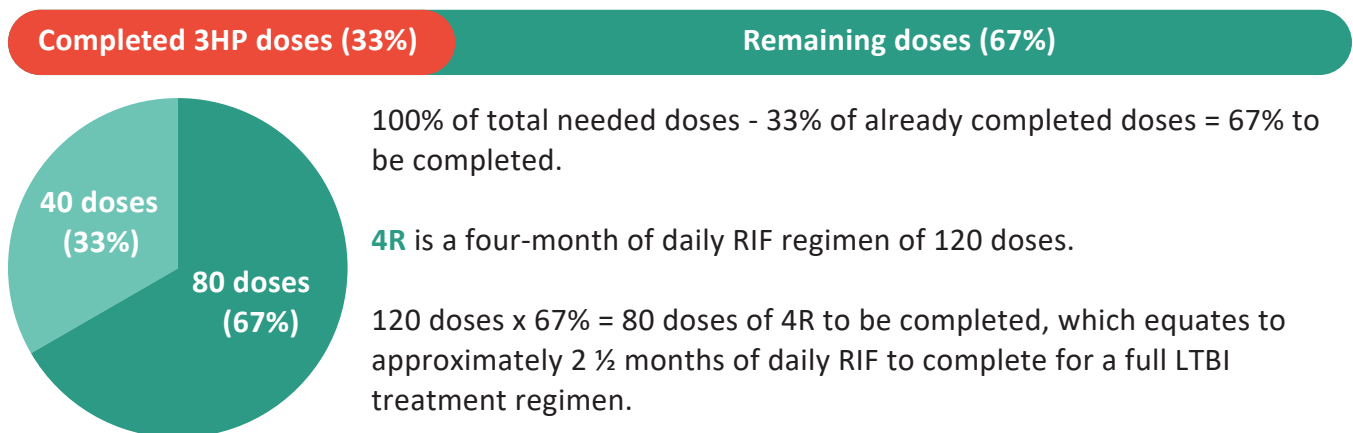 Completed 3HP doses (33%)
Remaining doses (67%)
100% of total needed doses - 33% of already completed doses = 67% to
be completed.
40 doses
(33%)
80 doses
(67%)
4R is a four-month of daily RIF regimen of 120 doses.
120 doses x 67% = 80 doses of 4R to be completed, which equates to
approximately 2 ½ months of daily RIF to complete for a full LTBI
treatment regimen.